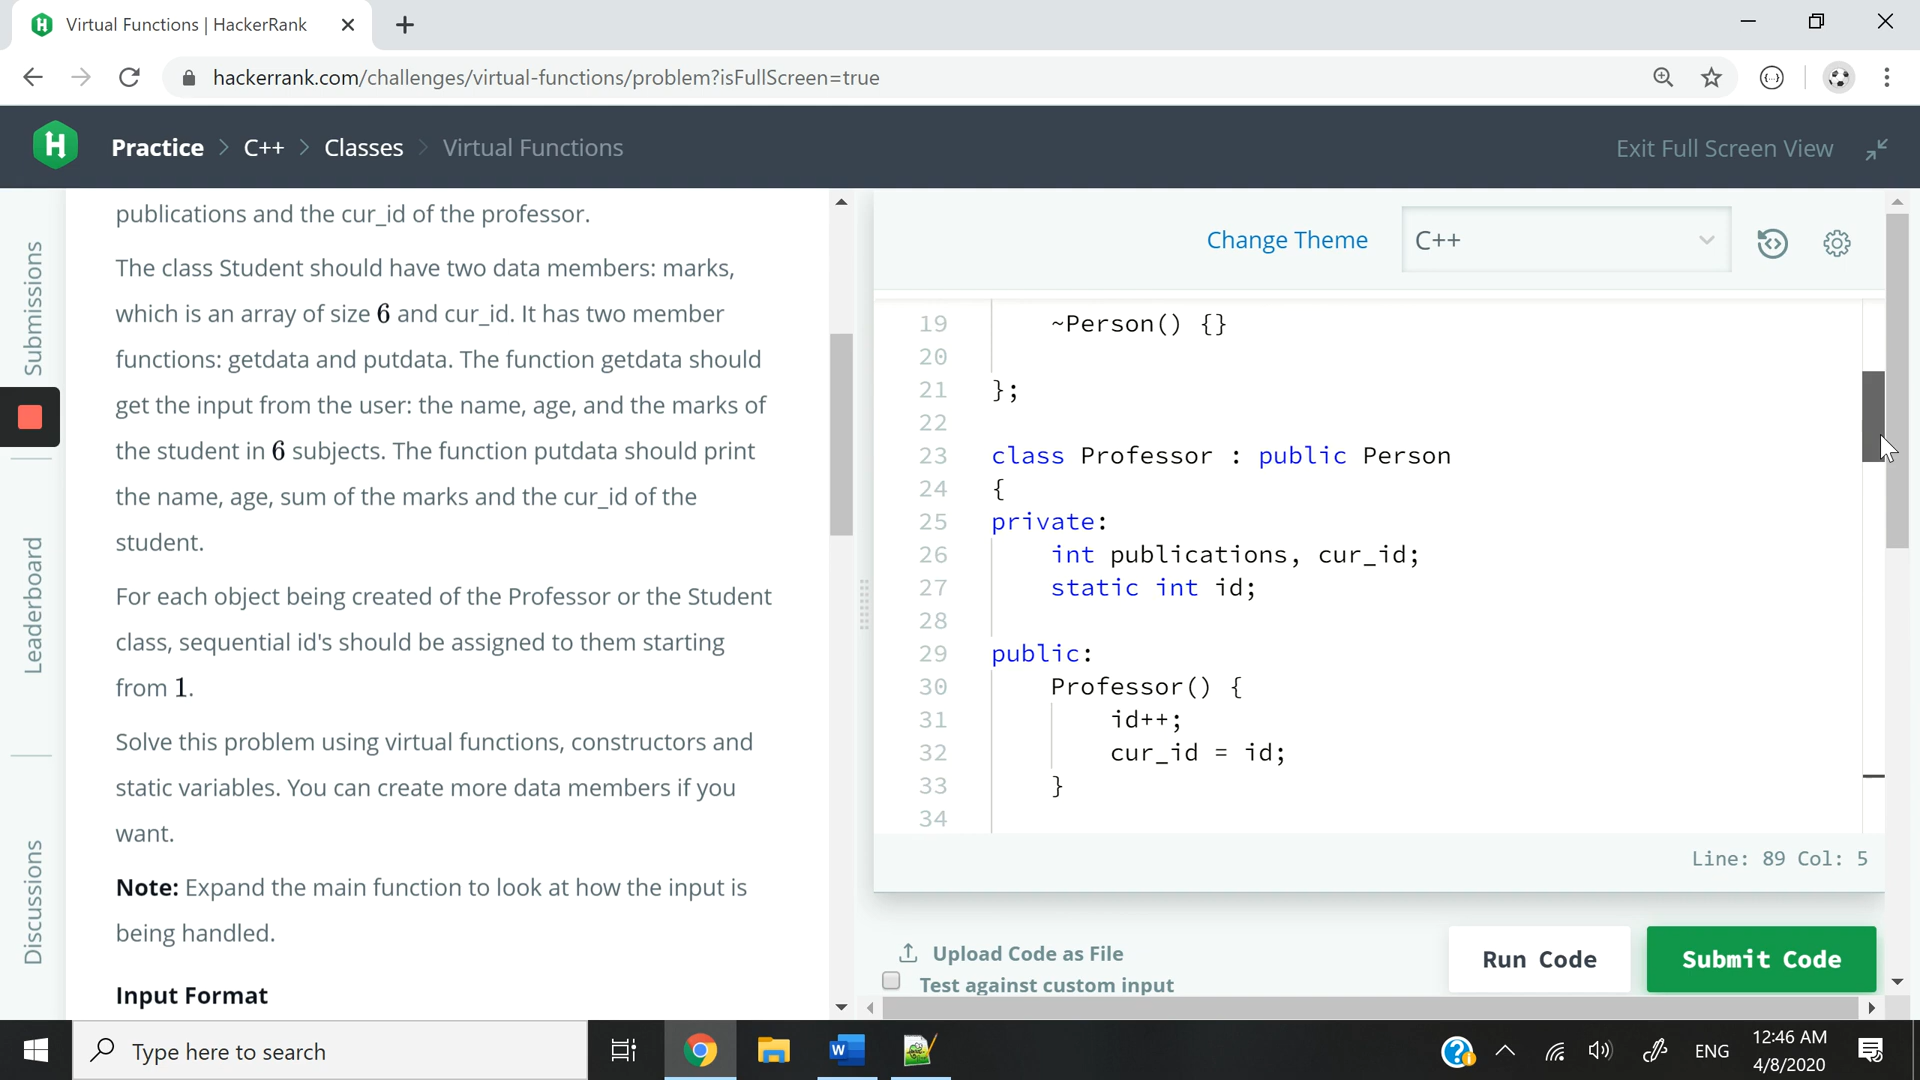 Virtual Functions | HackerRank
hackerrank.com/challenges/virtual-functions/problem?isFullScreen=true
H
Practice > C++ > Classes > Virtual Functions
Exit Full Screen View
Submissions
Leaderboard
Discussions
publications and the cur_id of the professor.
The class Student should have two data members: marks,
which is an array of size 6 and cur_id. It has two member
functions: getdata and putdata. The function getdata should
get the input from the user: the name, age, and the marks of
the student in 6 subjects. The function putdata should print
the name, age, sum of the marks and the cur_id of the
student.
For each object being created of the Professor or the Student
class, sequential id's should be assigned to them starting
from 1.
Solve this problem using virtual functions, constructors and
static variables. You can create more data members if you
want.
Note: Expand the main function to look at how the input is
being handled.
Input Format
Change Theme
C++
19 ~Person() {}
20
21 };
22
23 class Professor : public Person
24 {
25 private:
26 int publications, cur_id;
27 static int id;
28
29 public:
30 Professor() {
31 id++;
32 cur_id = id;
33 }
34
Line: 89 Col: 5
Upload Code as File
Test against custom input
Run Code
Submit Code
Type here to search
W
ENG
12:46 AM
4/8/2020